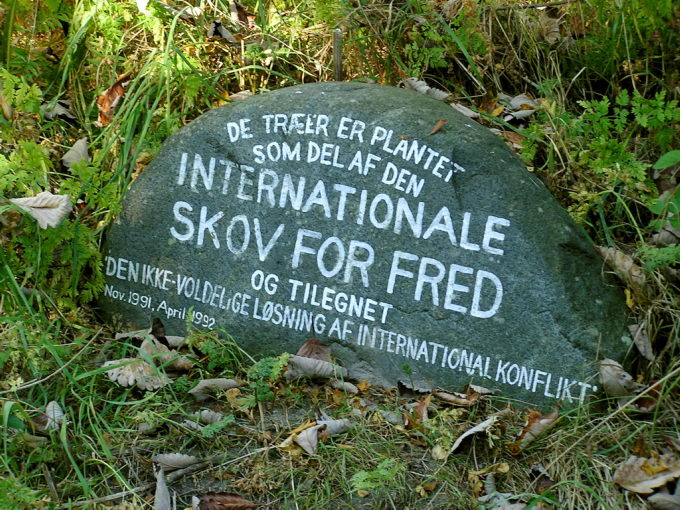 DE TRÆER ER PLANTET
SOM DEL AF DEN
INTERNATIONALE
SKOV FOR FRED
OG TILEGNET
"DEN IKKE-VOLDELIGE LØSNING AF INTERNATIONAL KONFLIKT"
Nov. 1991, April 1992